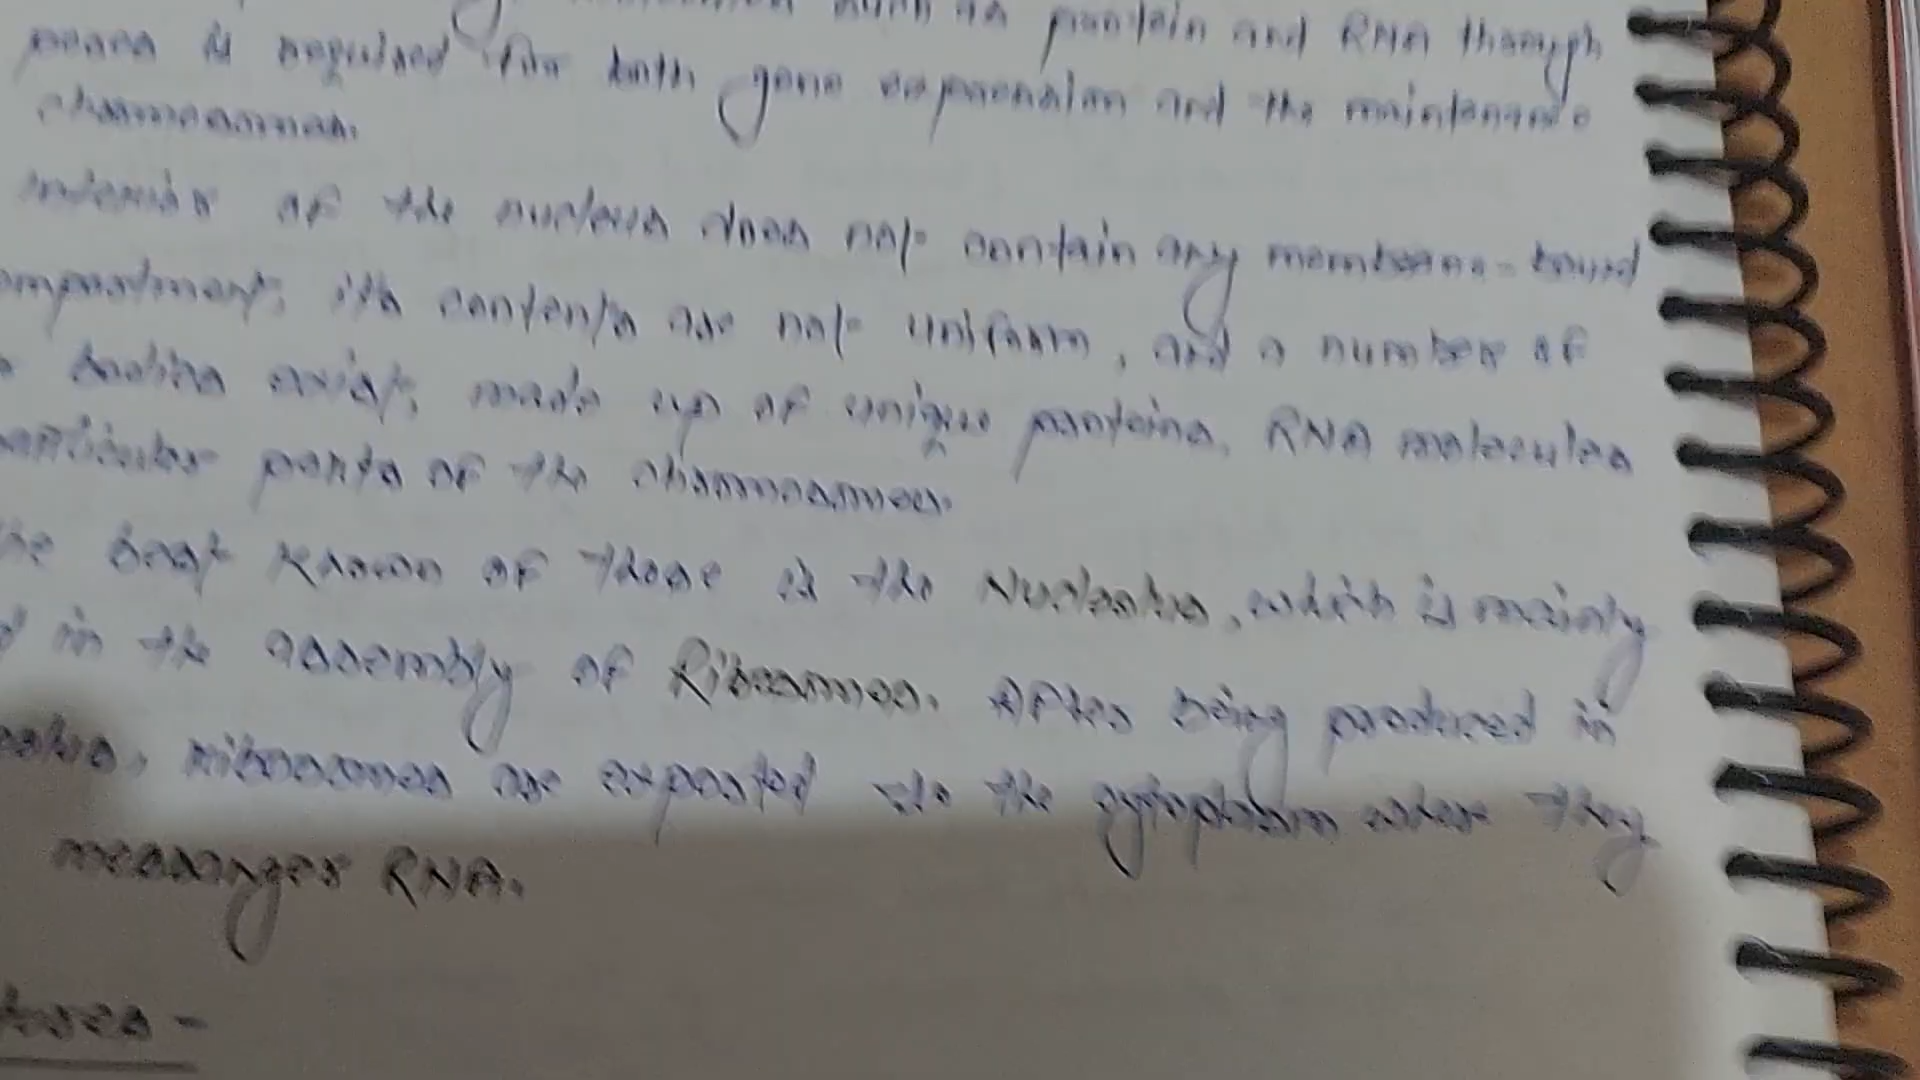 such as protein and RNA through
pores is required for both gene expression and the maintenance
chromosomes.
interior of the nucleus does not contain any membrane-bound
compartment, its contents are not uniform, and a number of
bodies exist, made up of unique proteins, RNA molecules
particular parts of the chromosomes.
the best known of these is the Nucleolus, which is mainly
in the assembly of Ribosomes. After being produced in
ribosomes are exported to the cytoplasm where they
messenger RNA.